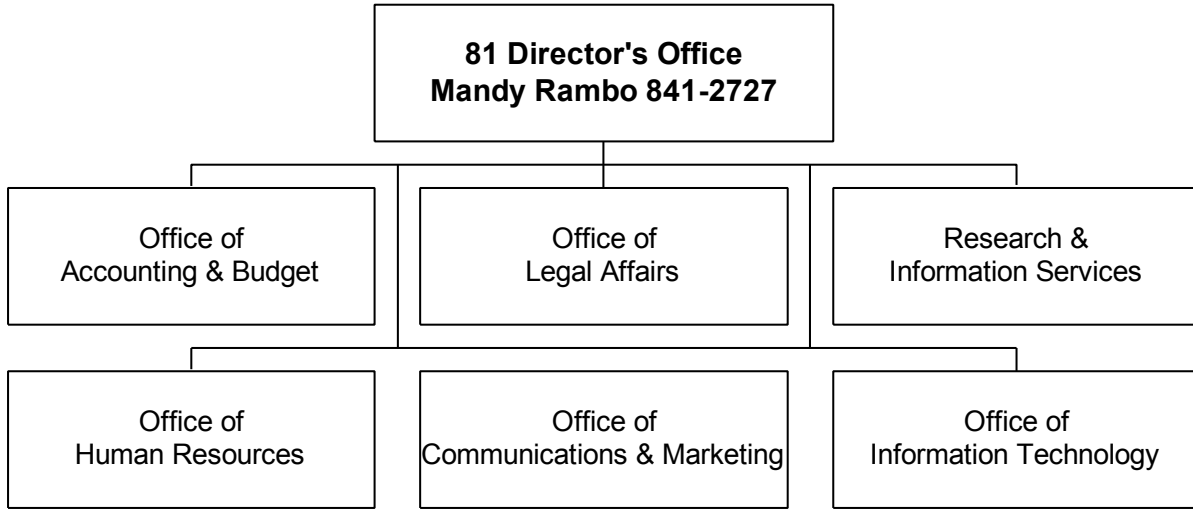 81 Director's Office
Mandy Rambo 841-2727
Office of
Accounting & Budget
Office of
Legal Affairs
Research &
Information Services
Office of
Human Resources
Office of
Communications & Marketing
Office of
Information Technology